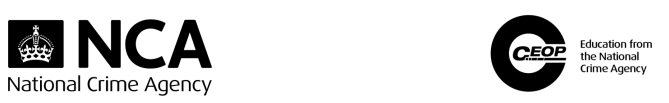 NCA
National Crime Agency
CEOP
Education from
the National
Crime Agency